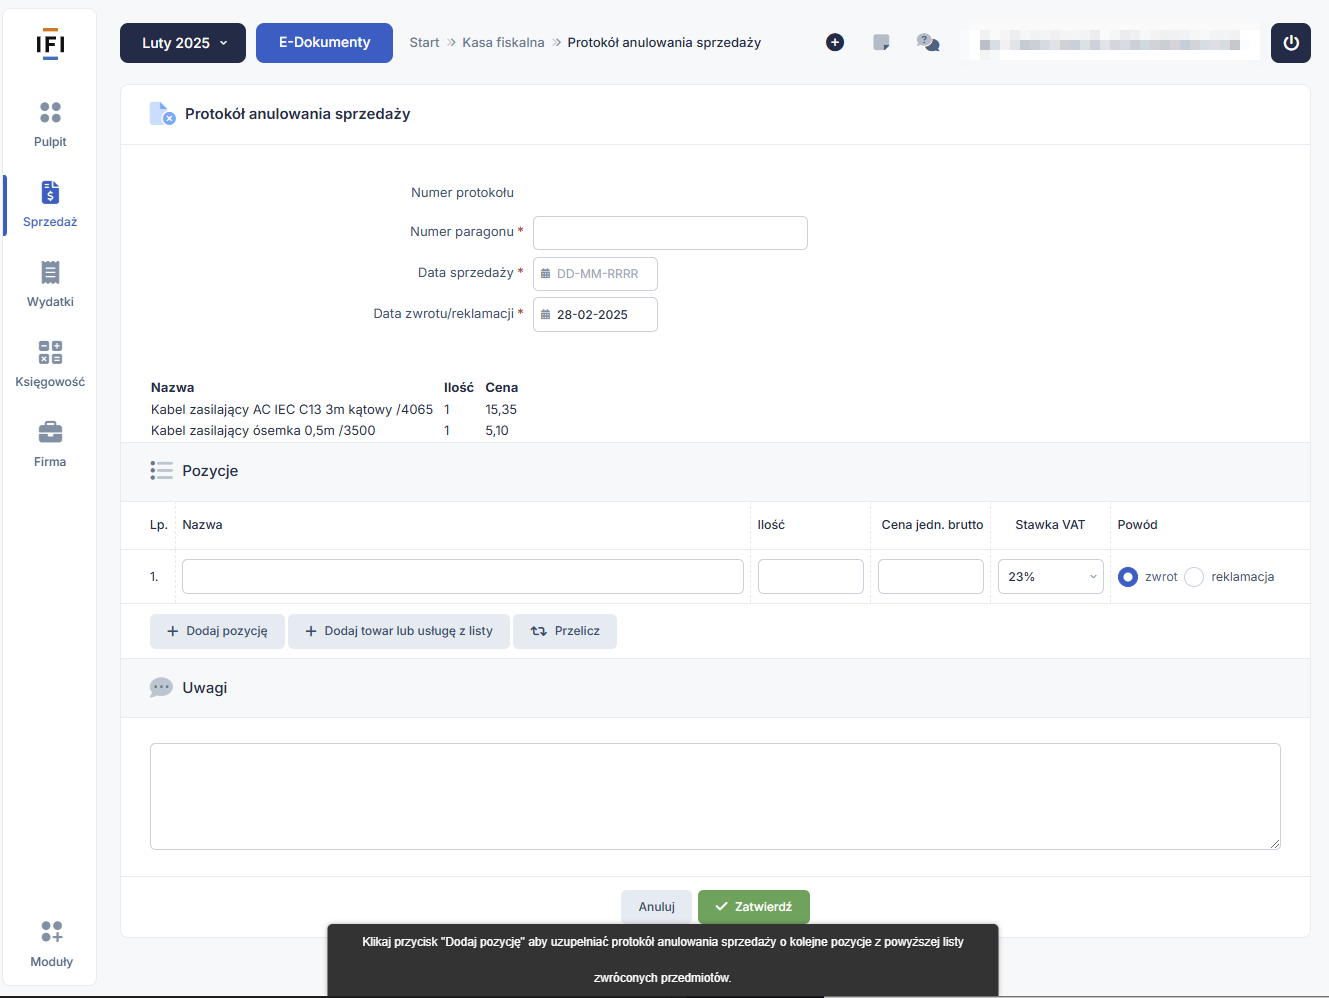 IFI
Luty 2025
E-Dokumenty
Start » Kasa fiskalna » Protokół anulowania sprzedaży
Pulpit
Sprzedaż
Wydatki
Księgowość
Firma
Moduły
Protokół anulowania sprzedaży
Numer protokołu
Numer paragonu *
Data sprzedaży * DD-MM-RRRR
Data zwrotu/reklamacji * 28-02-2025
Nazwa Ilość Cena
Kabel zasilający AC IEC C13 3m kątowy /4065 1 15,35
Kabel zasilający ósemka 0,5m /3500 1 5,10
Pozycje
Lp. Nazwa Ilość Cena jedn. brutto Stawka VAT Powód
1. 23% zwrot reklamacja
+ Dodaj pozycję + Dodaj towar lub usługę z listy Przelicz
Uwagi
Anuluj Zatwierdź
Klikaj przycisk "Dodaj pozycję" aby uzupełniać protokół anulowania sprzedaży o kolejne pozycje z powyższej listy
zwróconych przedmiotów.